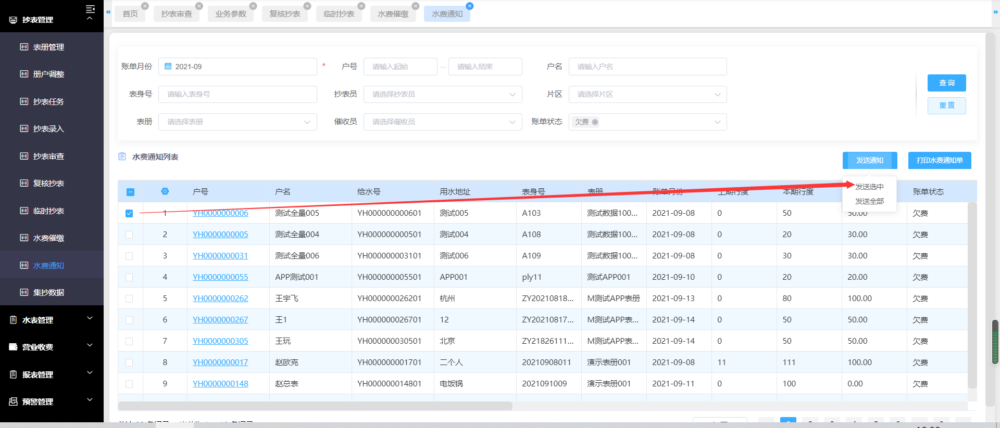 抄表管理
表册管理
册户调整
抄表任务
抄表录入
抄表审查
复核抄表
临时抄表
水费催缴
水费通知
集抄数据
水表管理
营业收费
报表管理
预警管理
首页 抄表审查 业务参数 复核抄表 临时抄表 水费催缴 水费通知
账单月份 2021-09 * 户号 请输入起始 — 请输入结束 户名 请输入户名
表身号 请输入表身号 抄表员 请选择抄表员 片区 请选择片区
表册 请选择表册 催收员 请选择催收员 账单状态 欠费
查询
重置
水费通知列表 发送通知 打印水费通知单
发送选中
发送全部
户号 户名 给水号 用水地址 表身号 表册 账单月份 上期行度 本期行度 账单状态
1 YH0000000006 测试全量005 YH000000000601 测试005 A103 测试数据100... 2021-09-08 0 50 50.00 欠费
2 YH0000000005 测试全量004 YH000000000501 测试004 A108 测试数据100... 2021-09-08 0 20 30.00 欠费
3 YH0000000031 测试全量006 YH000000003101 测试006 A109 测试数据100... 2021-09-08 0 30 30.00 欠费
4 YH0000000055 APP测试001 YH000000005501 APP001 ply11 测试APP001 2021-09-10 0 20 20.00 欠费
5 YH0000000262 王宇飞 YH000000026201 杭州 ZY20210818... M测试APP表册 2021-09-13 0 80 100.00 欠费
6 YH0000000267 王1 YH000000026701 12 ZY20210817... M测试APP表... 2021-09-14 0 50 50.00 欠费
7 YH0000000305 王玩 YH000000030501 北京 ZY21826111... M测试APP表... 2021-09-14 0 50 50.00 欠费
8 YH0000000017 赵欧克 YH000000001701 二个人 20210908011 演示表册001 2021-09-08 11 111 100.00 欠费
9 YH0000000148 赵总表 YH000000014801 电饭锅 2021091009 演示表册001 2021-09-11 0 100 0.00 欠费